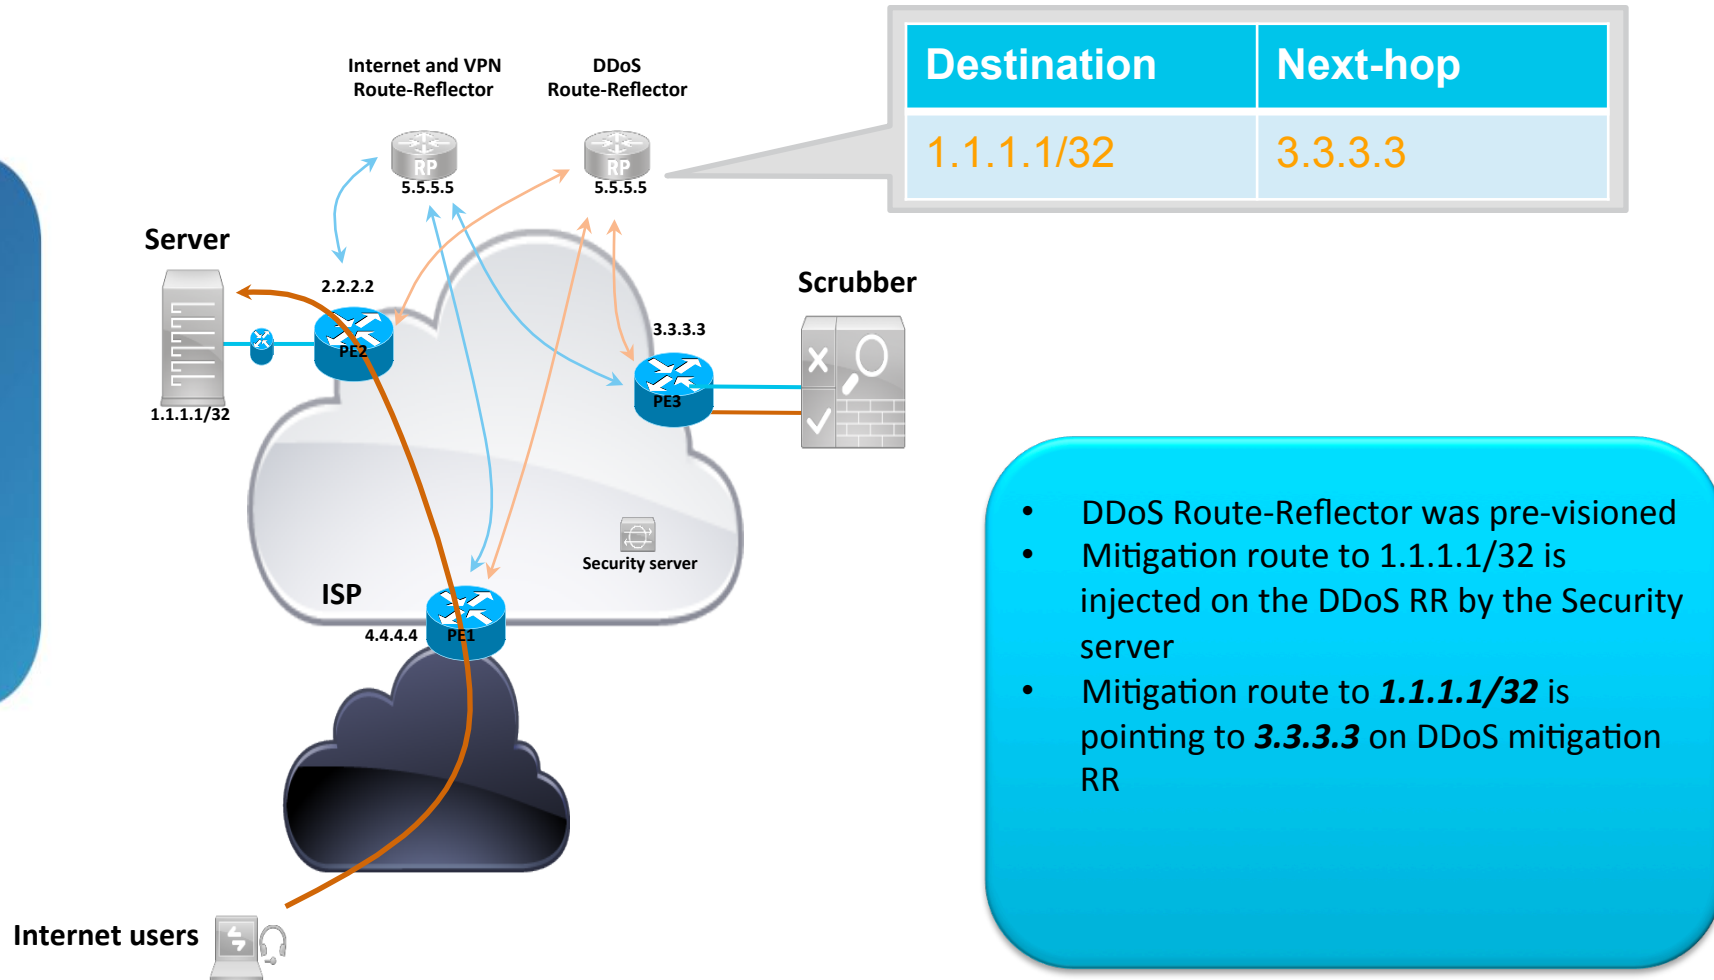 Internet and VPN
Route-Reflector
DDoS
Route-Reflector
Destination
Next-hop
1.1.1.1/32
3.3.3.3
RP
5.5.5.5
RP
5.5.5.5
Server
2.2.2.2
PE2
1.1.1.1/32
Scrubber
3.3.3.3
PE3
Security server
ISP
4.4.4.4
PE1
Internet users
• DDoS Route-Reflector was pre-visioned
• Mitigation route to 1.1.1.1/32 is
injected on the DDoS RR by the Security
server
• Mitigation route to 1.1.1.1/32 is
pointing to 3.3.3.3 on DDoS mitigation
RR